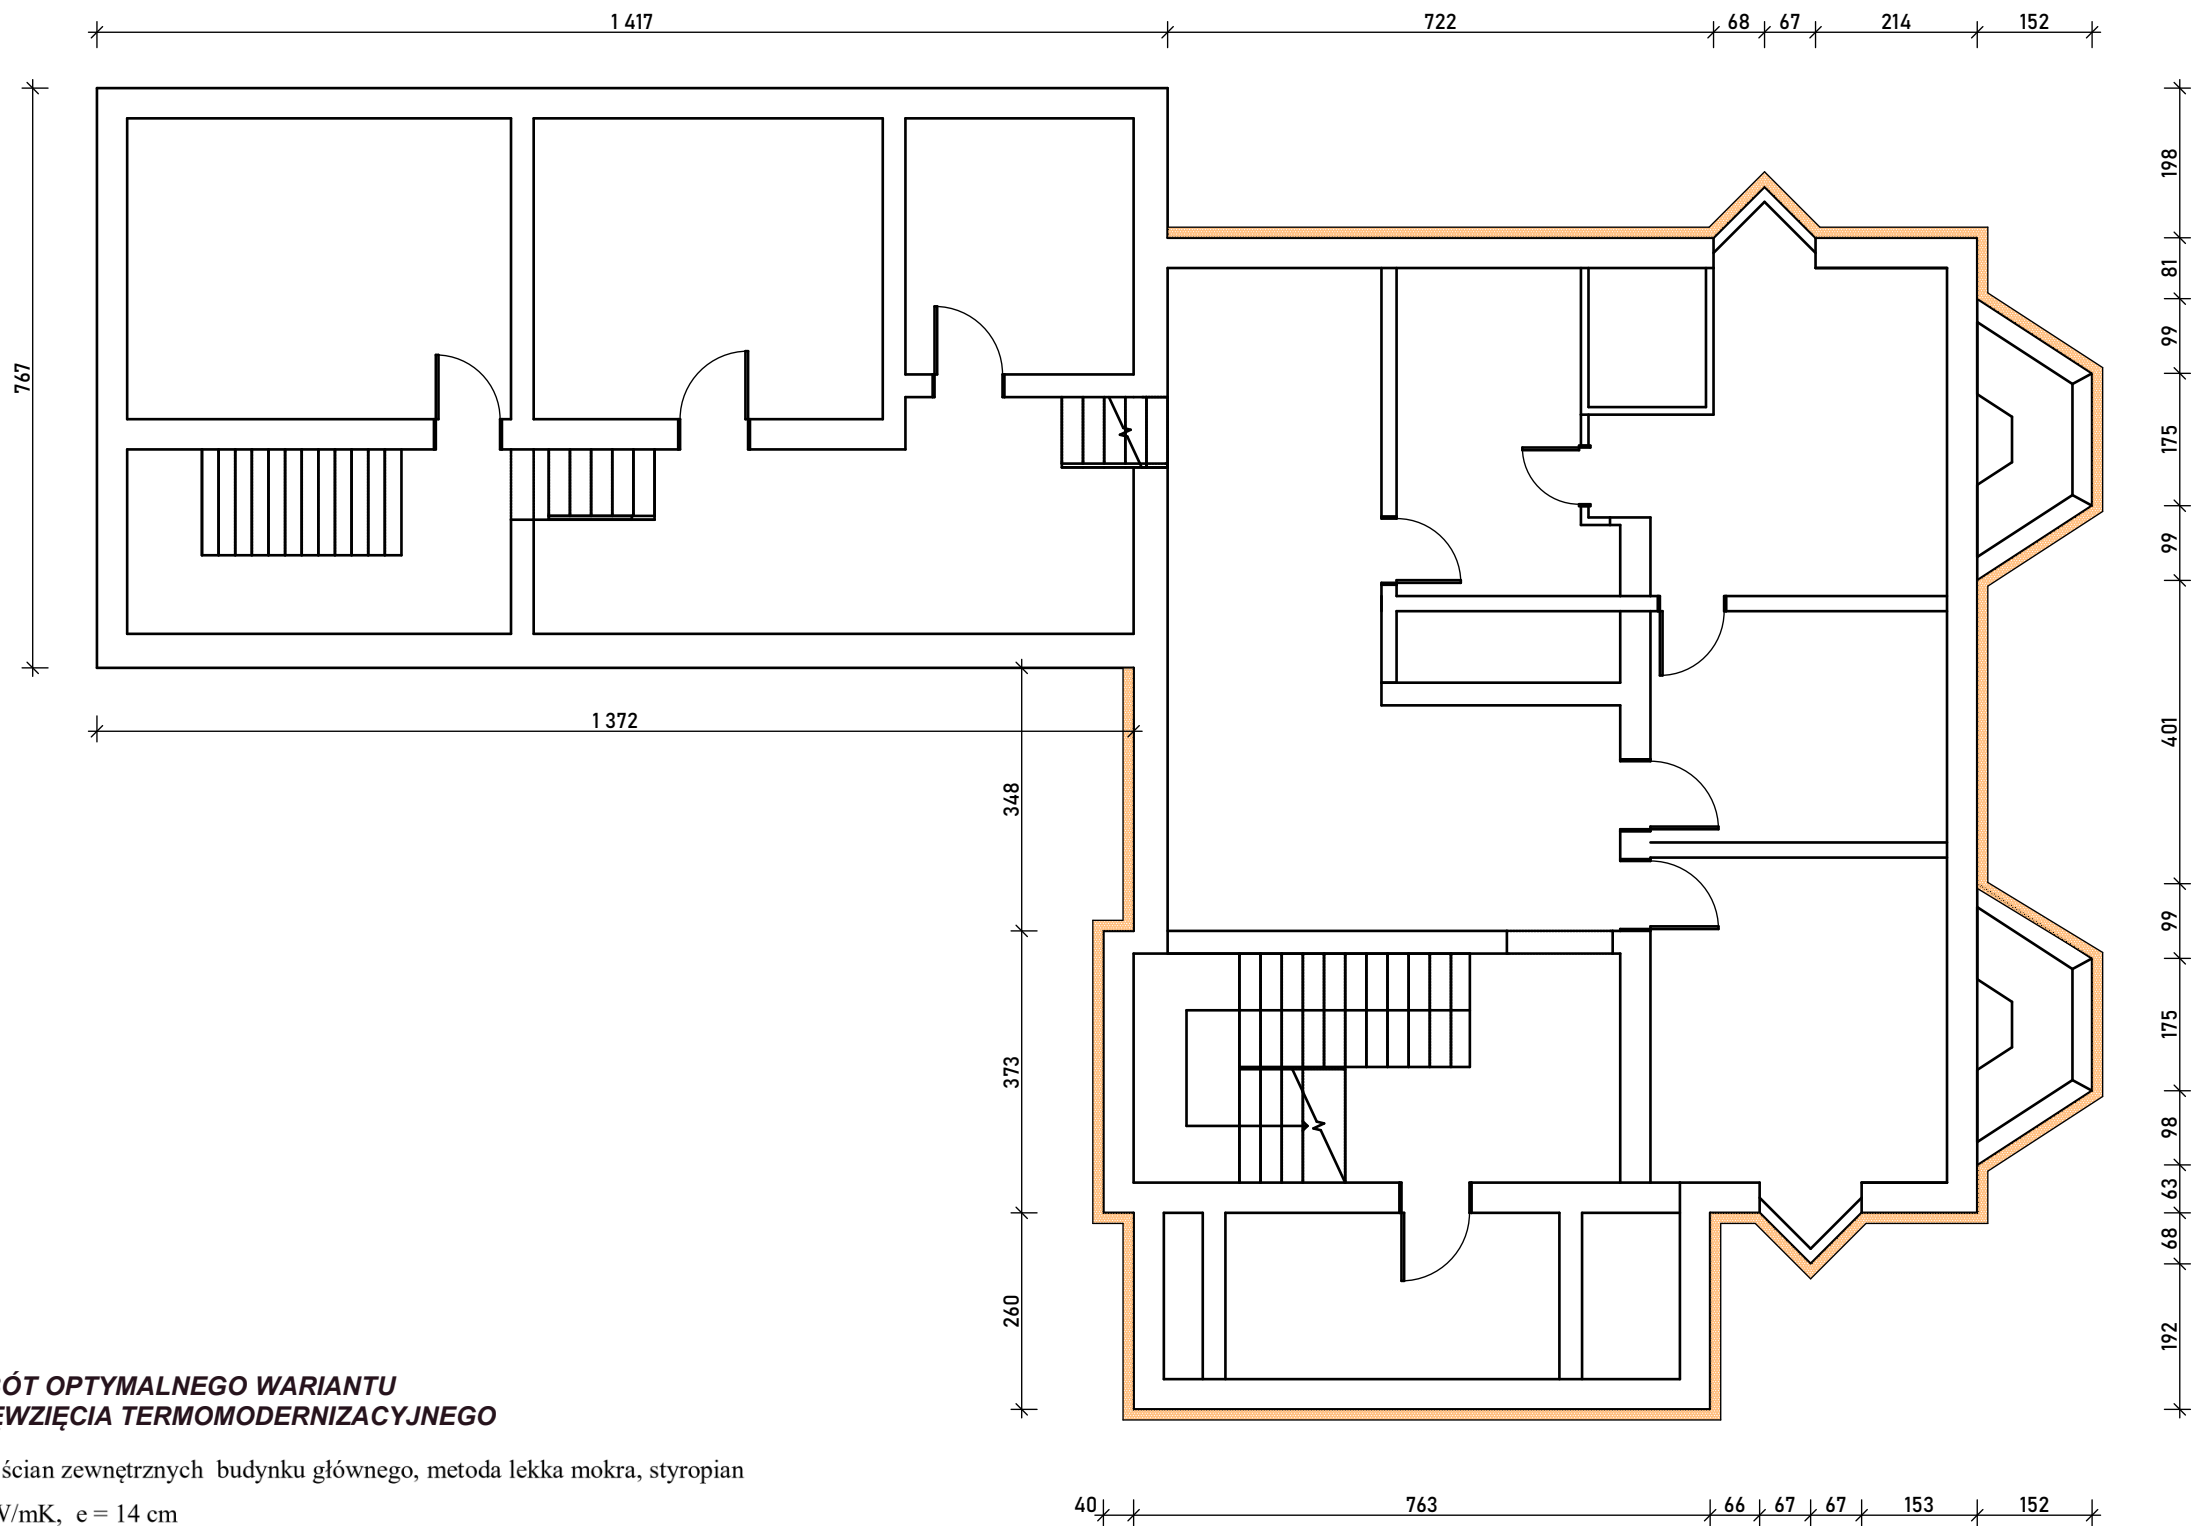 1 417 722 68 67 214 152
198
81
99
767
175
99
1 372
401
348
99
175
373
98
63
68
260
192
ÓT OPTYMALNEGO WARIANTU
EWZIĘCIA TERMOMODERNIZACYJNEGO
ścian zewnętrznych budynku głównego, metoda lekka mokra, styropian
/mK, e = 14 cm
40 763 66 67 67 153 152